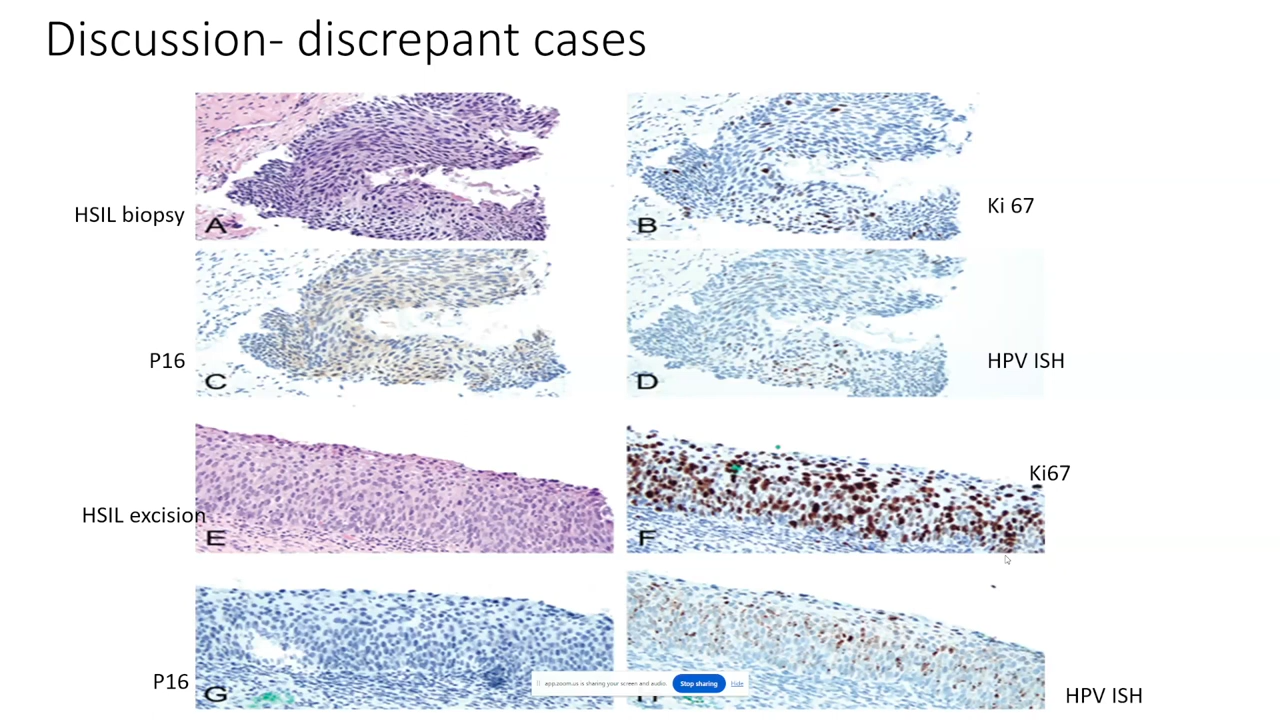 Discussion- discrepant cases
HSIL biopsy
A
B
Ki 67
P16
C
D
HPV ISH
HSIL excision
E
F
Ki67
P16
G
app.zoom.us is sharing your screen and audio.
Stop sharing
Hide
HPV ISH